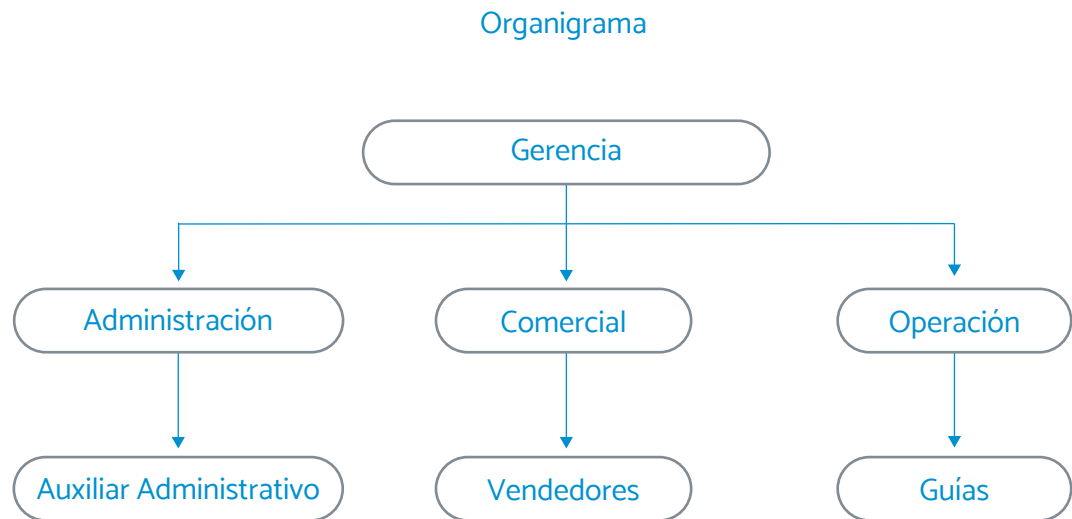 Organigrama
Gerencia
Administración
Comercial
Operación
Auxiliar Administrativo
Vendedores
Guías